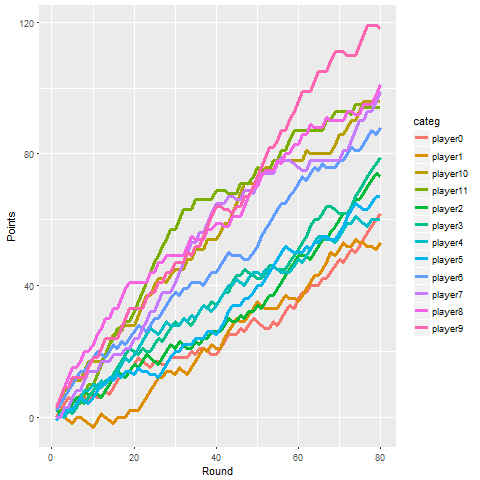 120
80
40
0
Points
0
20
40
60
80
Round
categ
player0
player1
player10
player11
player2
player3
player4
player5
player6
player7
player8
player9